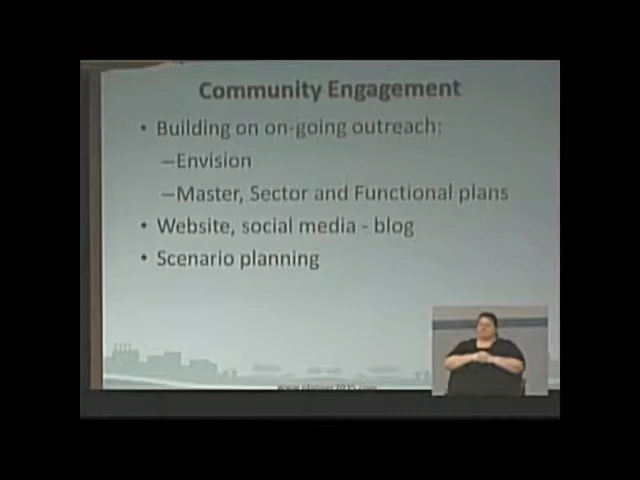 Community Engagement
• Building on on-going outreach:
–Envision
–Master, Sector and Functional plans
• Website, social media - blog
• Scenario planning